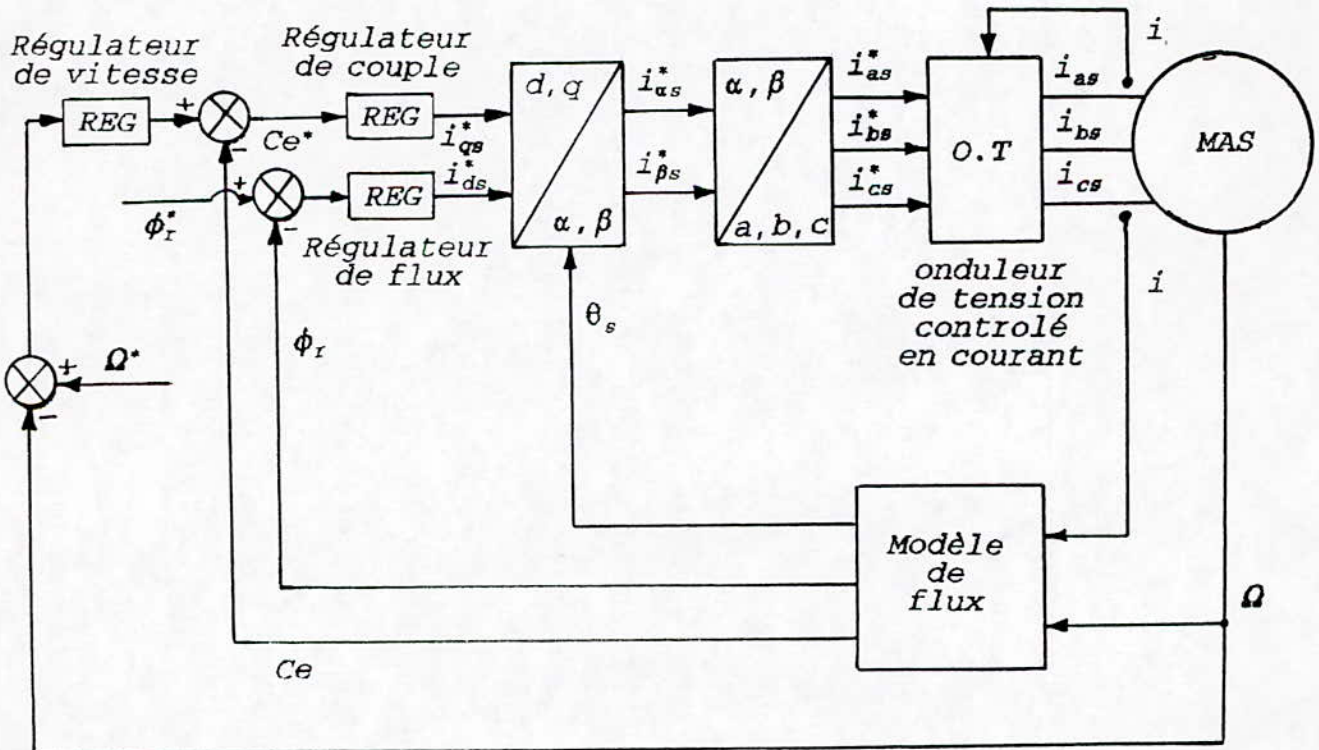 Régulateur
de vitesse
REG
+
-
Ce*
Régulateur
de couple
REG
i*qs
i*ds
+
-
ϕ*r
REG
Régulateur
de flux
d, q
α, β
i*αs
i*βs
α, β
a, b, c
i*as
i*bs
i*cs
O.T
onduleur
de tension
controlé
en courant
i
ias
ibs
ics
MAS
i
θs
ϕr
+
Ω*
-
Modèle
de
flux
Ω
Ce